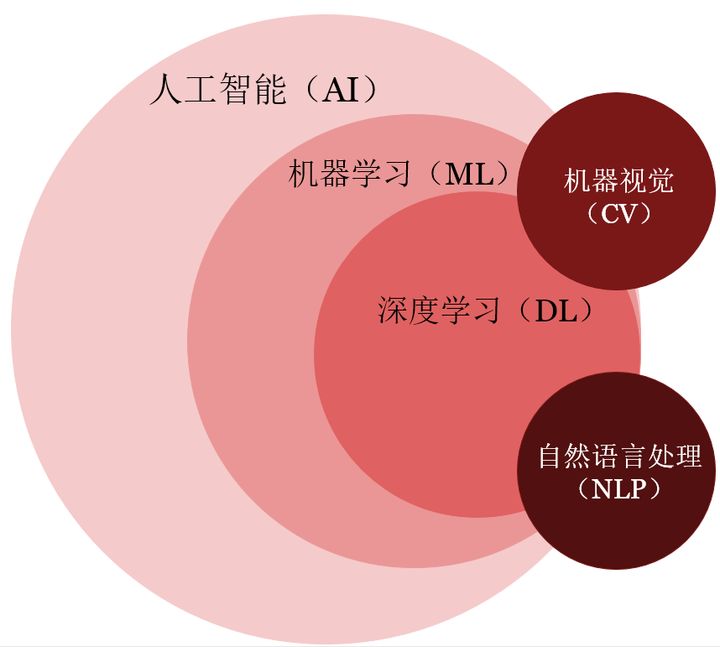 人工智能（AI）
机器学习（ML）
机器视觉
（CV）
深度学习（DL）
自然语言处理
（NLP）